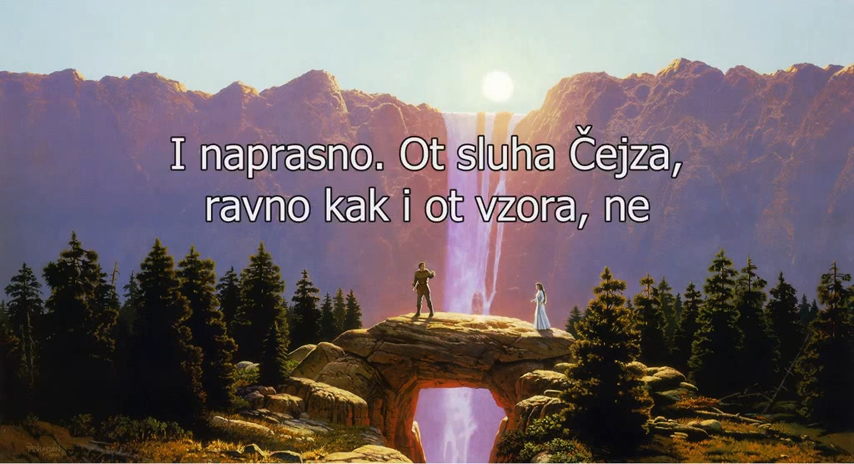 I naprasno. Ot sluha Čejza,
ravno kak i ot vzora, ne